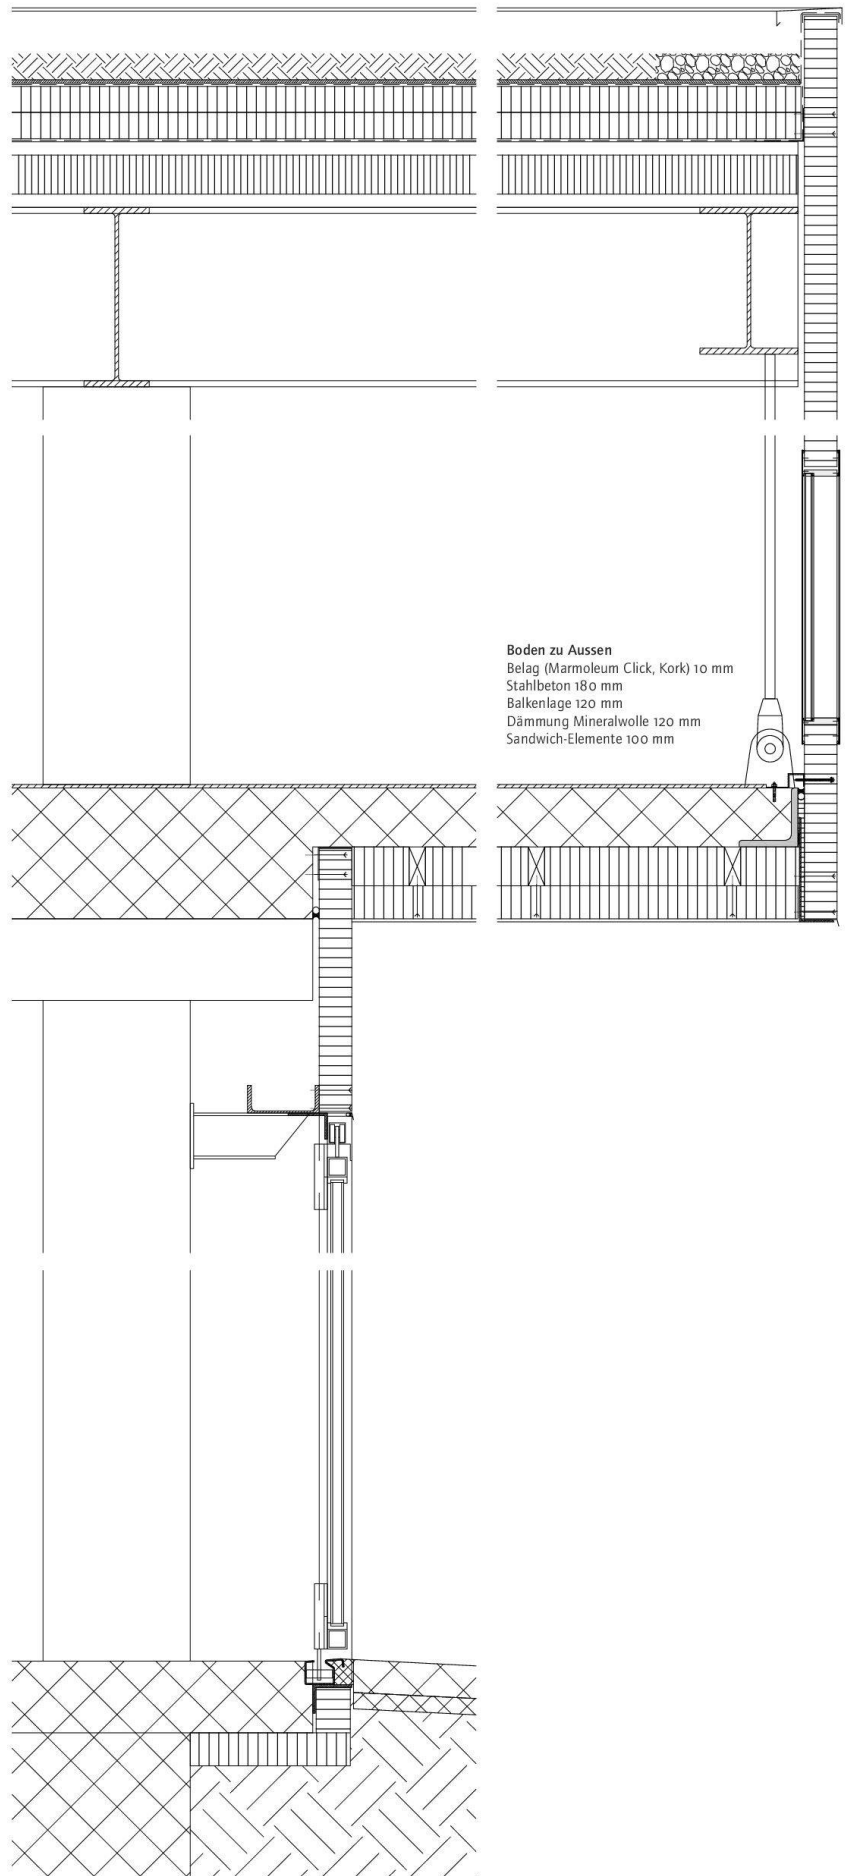 Boden zu Aussen
Belag (Marmoleum Click, Kork) 10 mm
Stahlbeton 180 mm
Balkenlage 120 mm
Dämmung Mineralwolle 120 mm
Sandwich-Elemente 100 mm